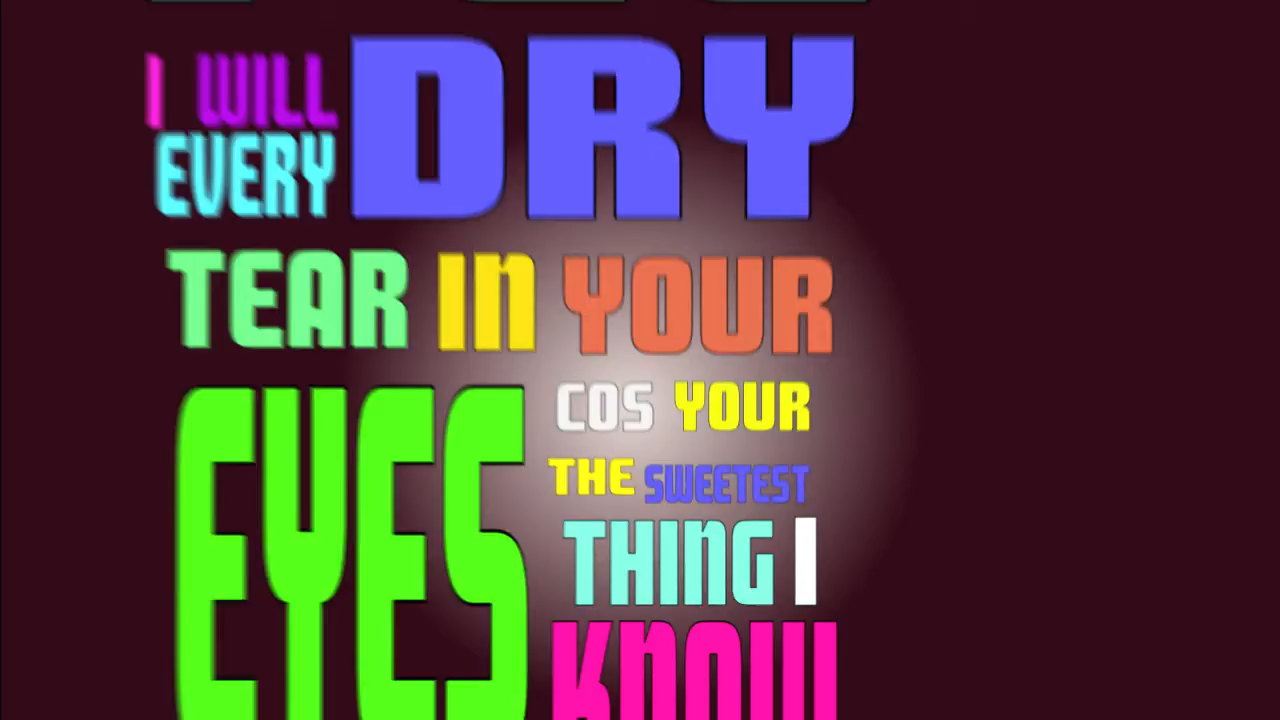 I WILL DRY
EVERY
TEAR IN YOUR
EYES
COS YOUR
THE SWEETEST
THING I
KNOW